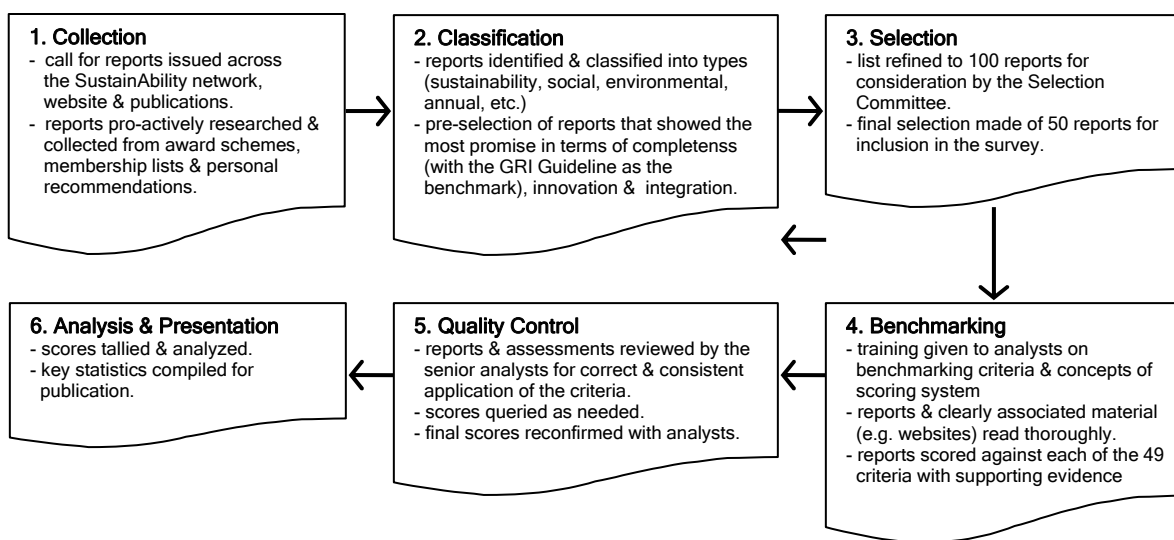 1. Collection
- call for reports issued across
the SustainAbility network,
website & publications.
- reports pro-actively researched &
collected from award schemes,
membership lists & personal
recommendations.
2. Classification
- reports identified & classified into types
(sustainability, social, environmental,
annual, etc.)
- pre-selection of reports that showed the
most promise in terms of completenss
(with the GRI Guideline as the
benchmark), innovation & integration.
3. Selection
- list refined to 100 reports for
consideration by the Selection
Committee.
- final selection made of 50 reports for
inclusion in the survey.
4. Benchmarking
- training given to analysts on
benchmarking criteria & concepts of
scoring system
- reports & clearly associated material
(e.g. websites) read thoroughly.
- reports scored against each of the 49
criteria with supporting evidence
5. Quality Control
- reports & assessments reviewed by the
senior analysts for correct & consistent
application of the criteria.
- scores queried as needed.
- final scores reconfirmed with analysts.
6. Analysis & Presentation
- scores tallied & analyzed.
- key statistics compiled for
publication.